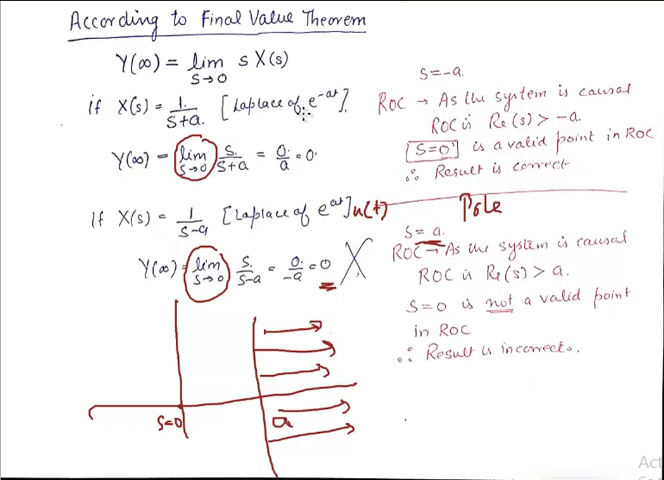 According to Final Value Theorem
Y(∞) = lim s→0 s X(s)
if X(s) = 1/s+a. [Laplace of e^-at].
Y(∞) = lim s→0 s/s+a = 0/a = 0.
If X(s) = 1/s-a [Laplace of e^at] u(t)
Y(∞) = lim s→0 s/s-a = 0/-a = 0 X
s=0
a
s=-a.
ROC → As the system is causal
ROC is Re(s) > -a.
s=0 is a valid point in ROC
∴ Result is correct
Pole
s= a.
ROC → As the system is causal
ROC is Re(s) > a.
s=0 is not a valid point
in ROC
∴ Result is incorrect.
Act